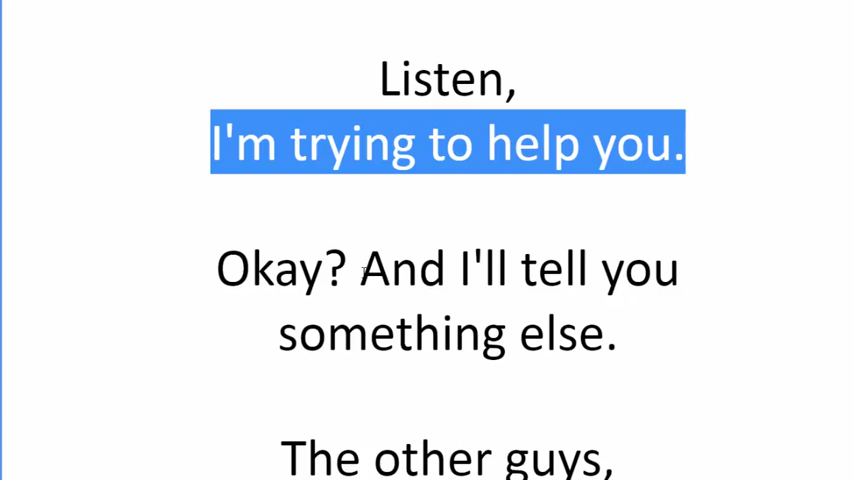 Listen,
I'm trying to help you.
Okay? And I'll tell you
something else.
The other guys,